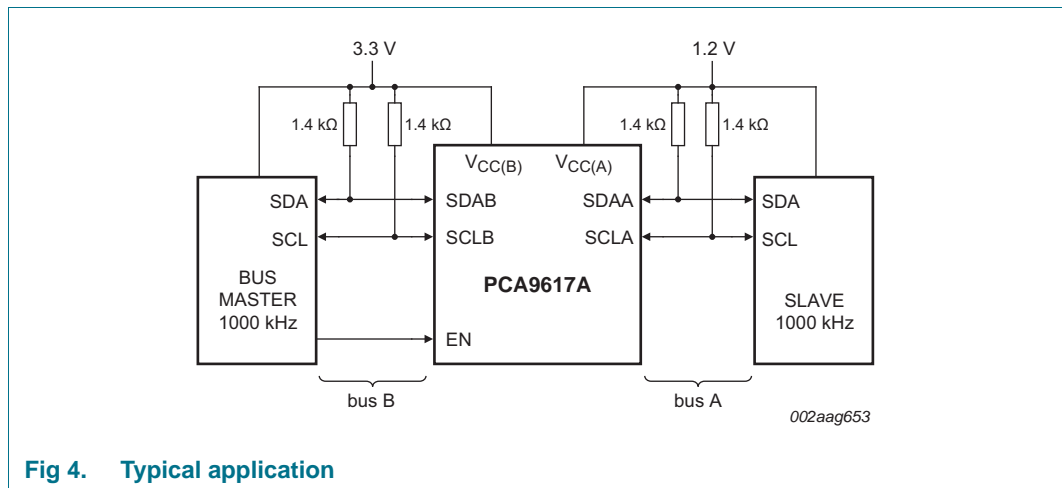 3.3 V
1.2 V
1.4 kΩ
1.4 kΩ
1.4 kΩ
1.4 kΩ
VCC(B)
VCC(A)
SDA
SDAB
SDAA
SDA
SCL
SCLB
SCLA
SCL
BUS
MASTER
1000 kHz
PCA9617A
SLAVE
1000 kHz
EN
bus B
bus A
002aag653
Fig 4. Typical application